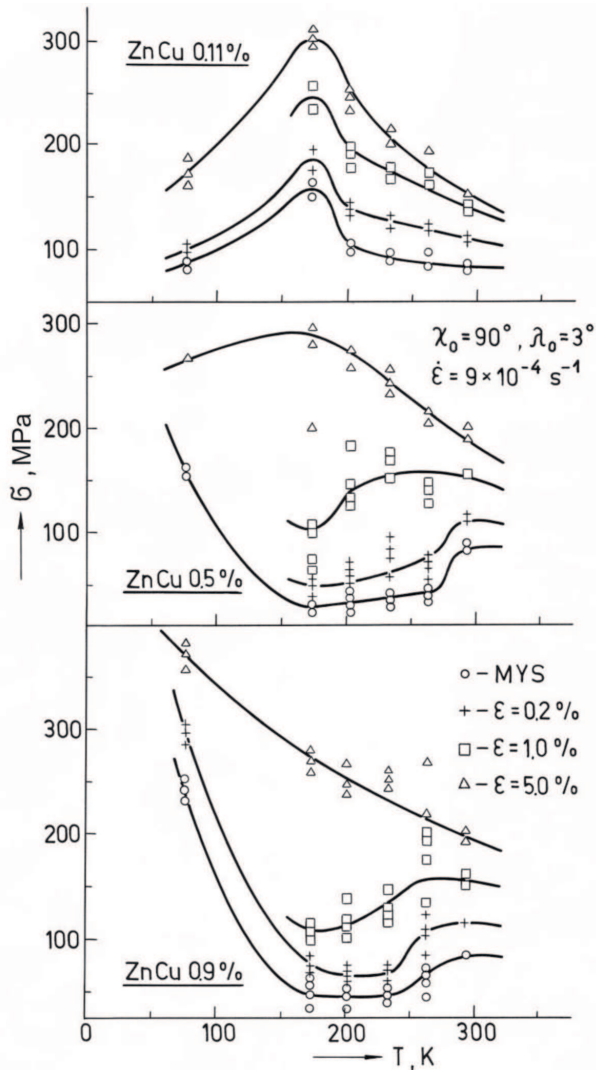 300
200
100
ZnCu 0.11%
300
200
100
χ₀=90°, λ₀=3°
ε̇ = 9×10⁻⁴ s⁻¹
ZnCu 0.5%
→ б, MPa
300
200
100
○ – MYS
+ – ε=0.2%
□ – ε=1.0%
△ – ε=5.0%
ZnCu 0.9%
0 100 200 300
→ T, K